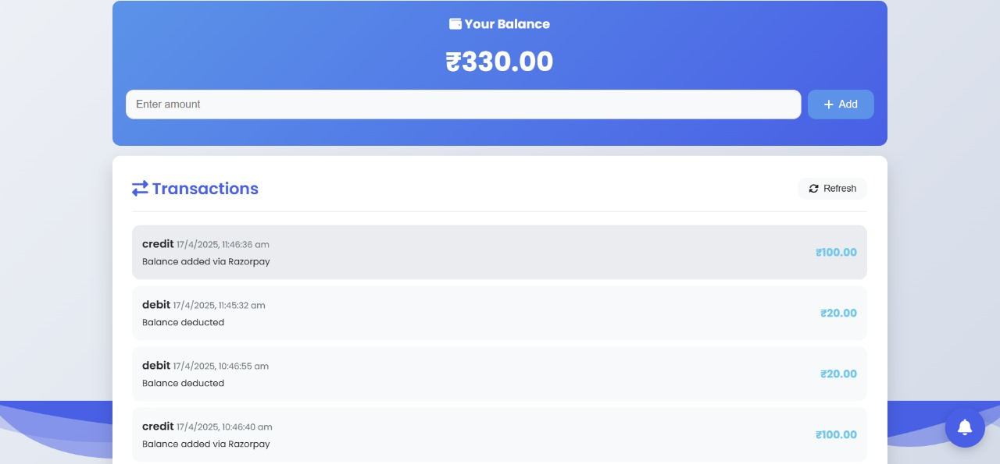 Your Balance
₹330.00
Enter amount
Add
Transactions
Refresh
credit 17/4/2025, 11:46:36 am
Balance added via Razorpay
₹100.00
debit 17/4/2025, 11:45:32 am
Balance deducted
₹20.00
debit 17/4/2025, 10:46:55 am
Balance deducted
₹20.00
credit 17/4/2025, 10:46:40 am
Balance added via Razorpay
₹100.00